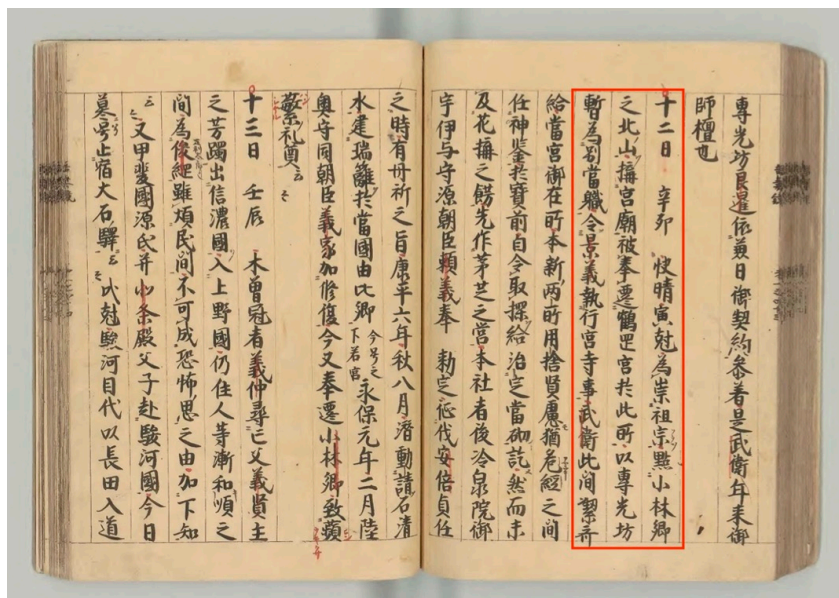 專光坊良暹依兼日御契約参着是武衛年来御
師檀也
十二日 辛卯 快晴寅尅為崇祖宗點小林郷
之北山搆宮廟被奉遷鶴罡宮於此所以專光坊
暫為別當職令景義執行宮寺事武衛此間潔斎
給當宮御在所本新两所用捨賢慮猶危經之間
任神鑒於寳前自令取探給治定當砌訖然而未
及花搆之餝先作茅茨之営本社者後冷泉院御
宇伊与守源朝臣頼義奉 勅定征伐安倍貞任
之時有丹祈之旨康平六年秋八月潜勧請石清
水建瑞籬於當國由比郷今号之下若宮永保元年二月陸
奥守同朝臣義家加修復今又奉遷小林郷致蘋
蘩礼奠云々
十三日 壬辰 木曽冠者義仲尋亡父義賢主
之芳躅出信濃國入上野國仍住人等漸和順之
間為俊經雖煩民間不可成恐怖思之由加下知
云々又甲斐國源氏并北条殿父子赴駿河國今日
暮号止宿大石驛云々戌尅駿河目代以長田入道